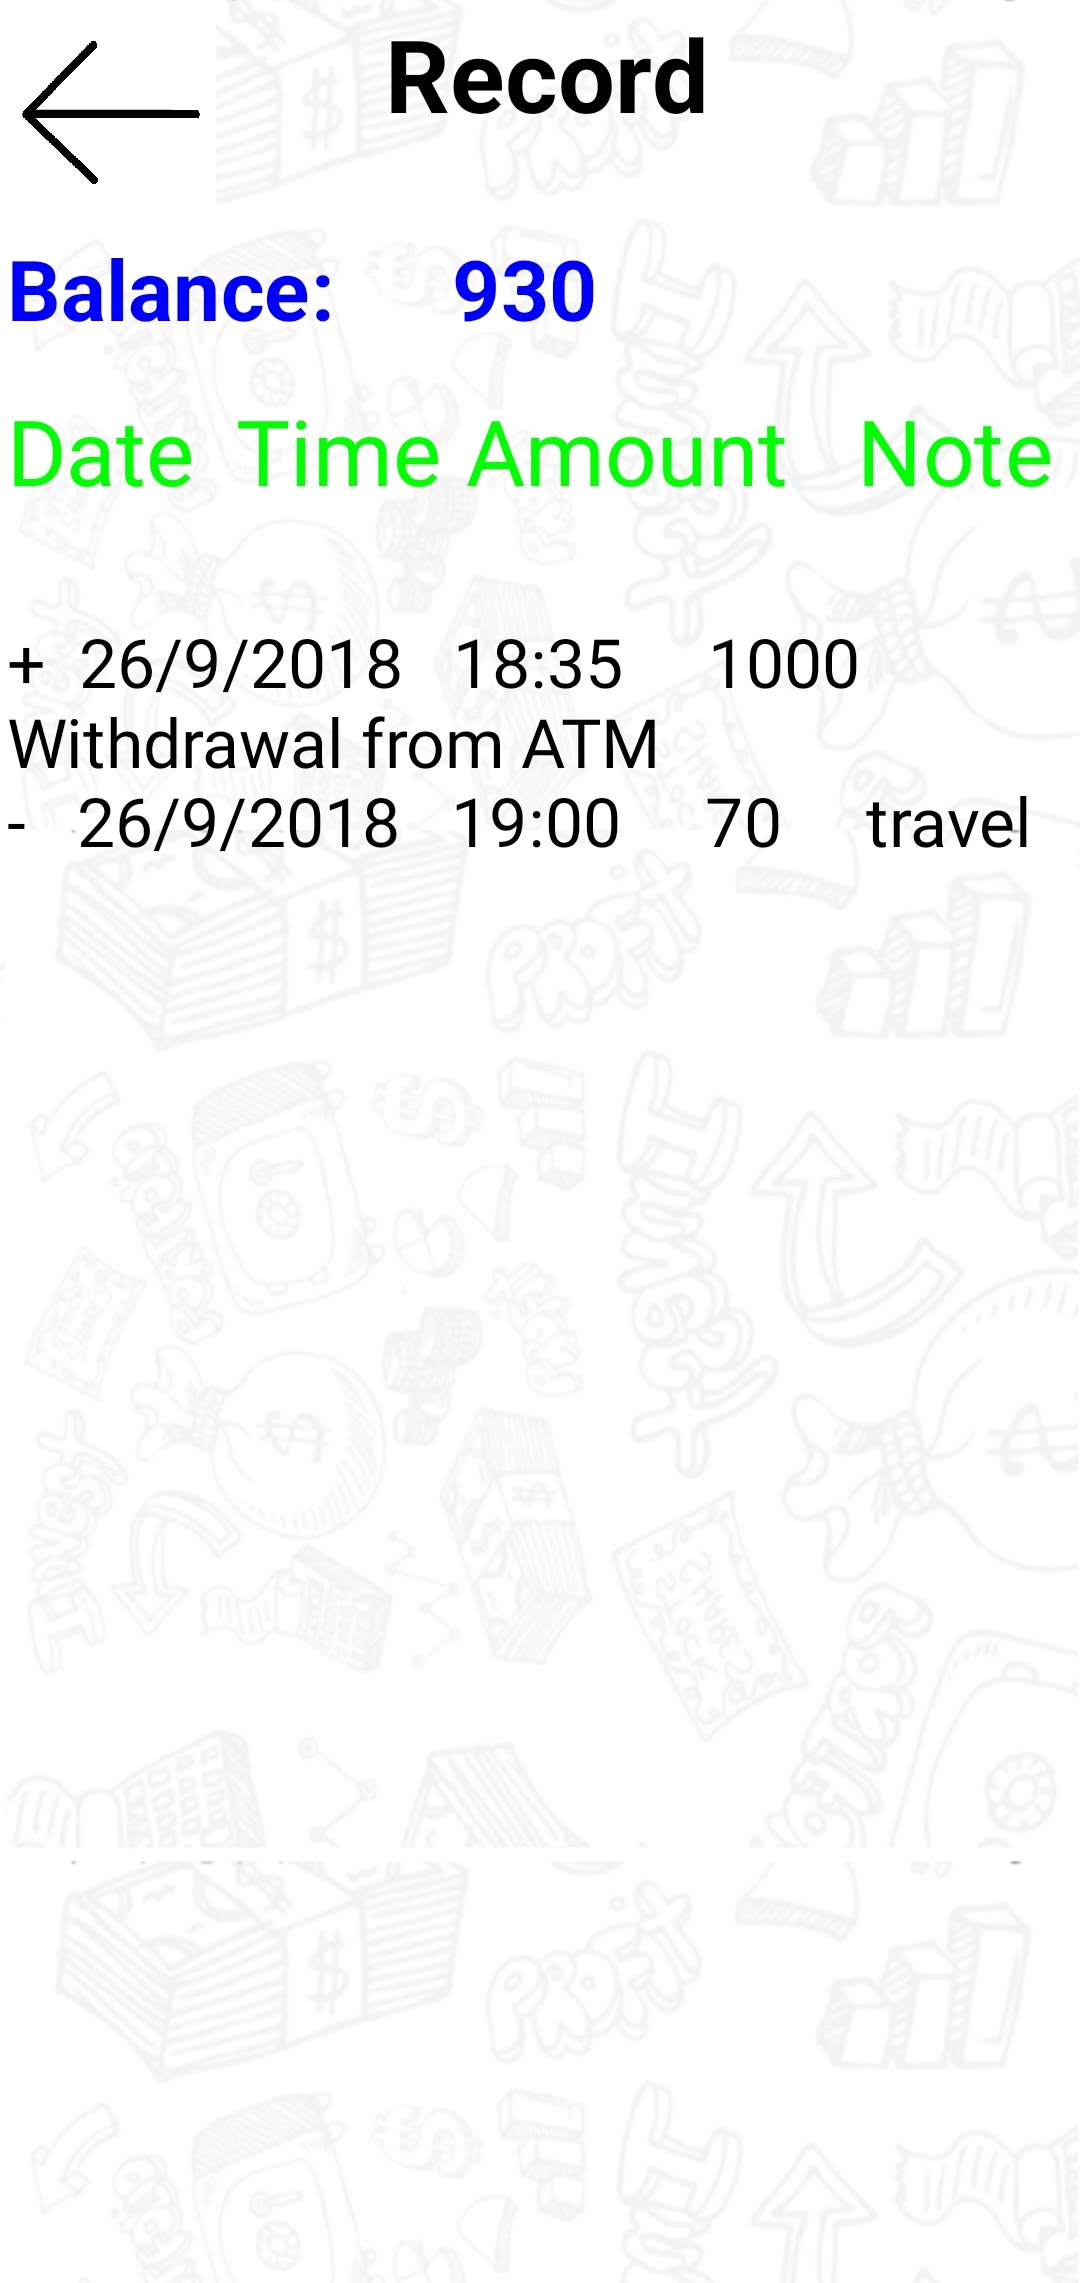 Record
Balance: 930
Date Time Amount Note
+ 26/9/2018 18:35 1000
Withdrawal from ATM
- 26/9/2018 19:00 70 travel